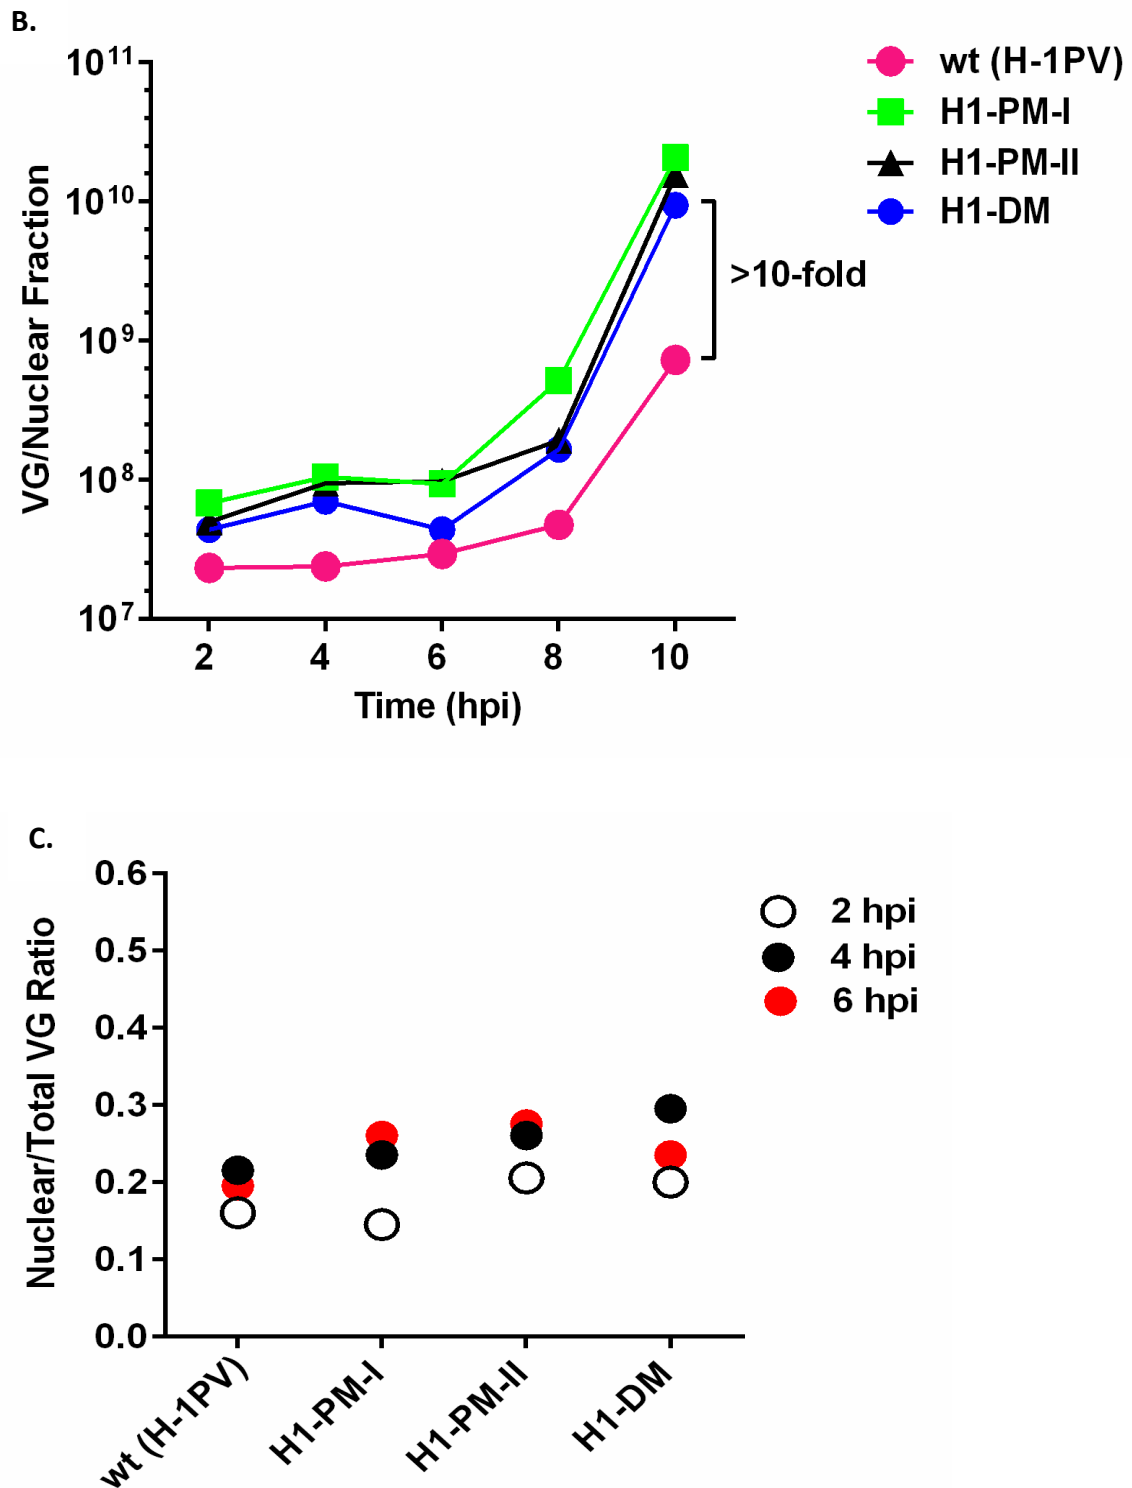 B.
10¹¹
10¹⁰
10⁹
10⁸
10⁷
VG/Nuclear Fraction
2 4 6 8 10
Time (hpi)
wt (H-1PV)
H1-PM-I
H1-PM-II
H1-DM
>10-fold
C.
0.6
0.5
0.4
0.3
0.2
0.1
0.0
Nuclear/Total VG Ratio
wt (H-1PV)
H1-PM-I
H1-PM-II
H1-DM
2 hpi
4 hpi
6 hpi